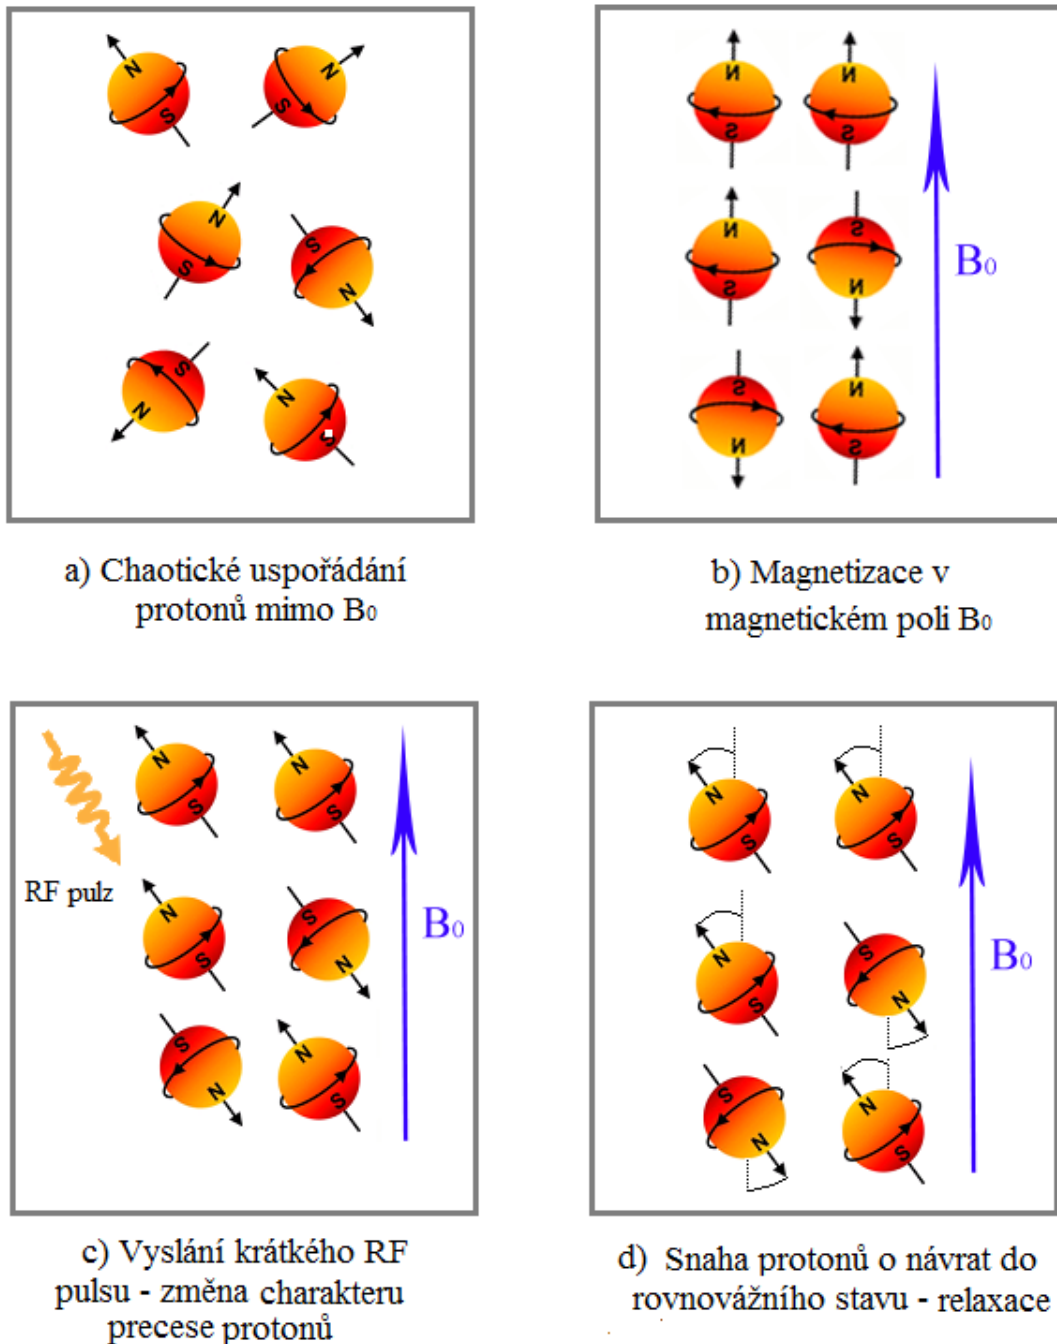 N
N
S
S
N
S
S
N
S
N
N
S
a) Chaotické uspořádání
protonů mimo B0
N
N
S
S
N
S
S
N
B0
S
N
N
S
b) Magnetizace v
magnetickém poli B0
N
N
S
S
RF pulz
N
S
S
N
B0
S
N
N
S
c) Vyslání krátkého RF
pulsu - změna charakteru
precese protonů
N
N
S
S
N
S
S
N
B0
S
N
N
S
d) Snaha protonů o návrat do
rovnovážního stavu - relaxace